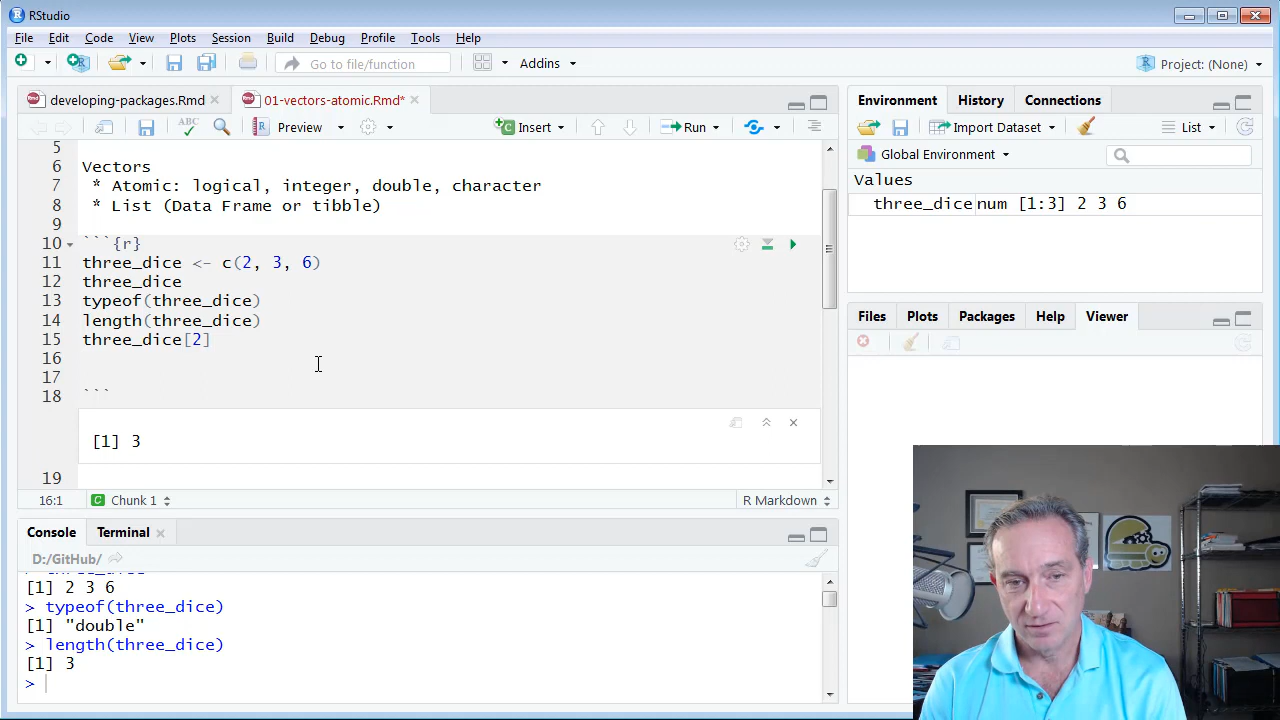 RStudio
File Edit Code View Plots Session Build Debug Profile Tools Help
Go to file/function Addins Project: (None)
developing-packages.Rmd 01-vectors-atomic.Rmd*
Preview Insert Run
5
6 Vectors
7 * Atomic: logical, integer, double, character
8 * List (Data Frame or tibble)
9
10 ```{r}
11 three_dice <- c(2, 3, 6)
12 three_dice
13 typeof(three_dice)
14 length(three_dice)
15 three_dice[2]
16
17
18 ```
[1] 3
19
16:1 Chunk 1 R Markdown
Console Terminal
D:/GitHub/
[1] 2 3 6
> typeof(three_dice)
[1] "double"
> length(three_dice)
[1] 3
>
Environment History Connections
Import Dataset List
Global Environment
Values
three_dice num [1:3] 2 3 6
Files Plots Packages Help Viewer